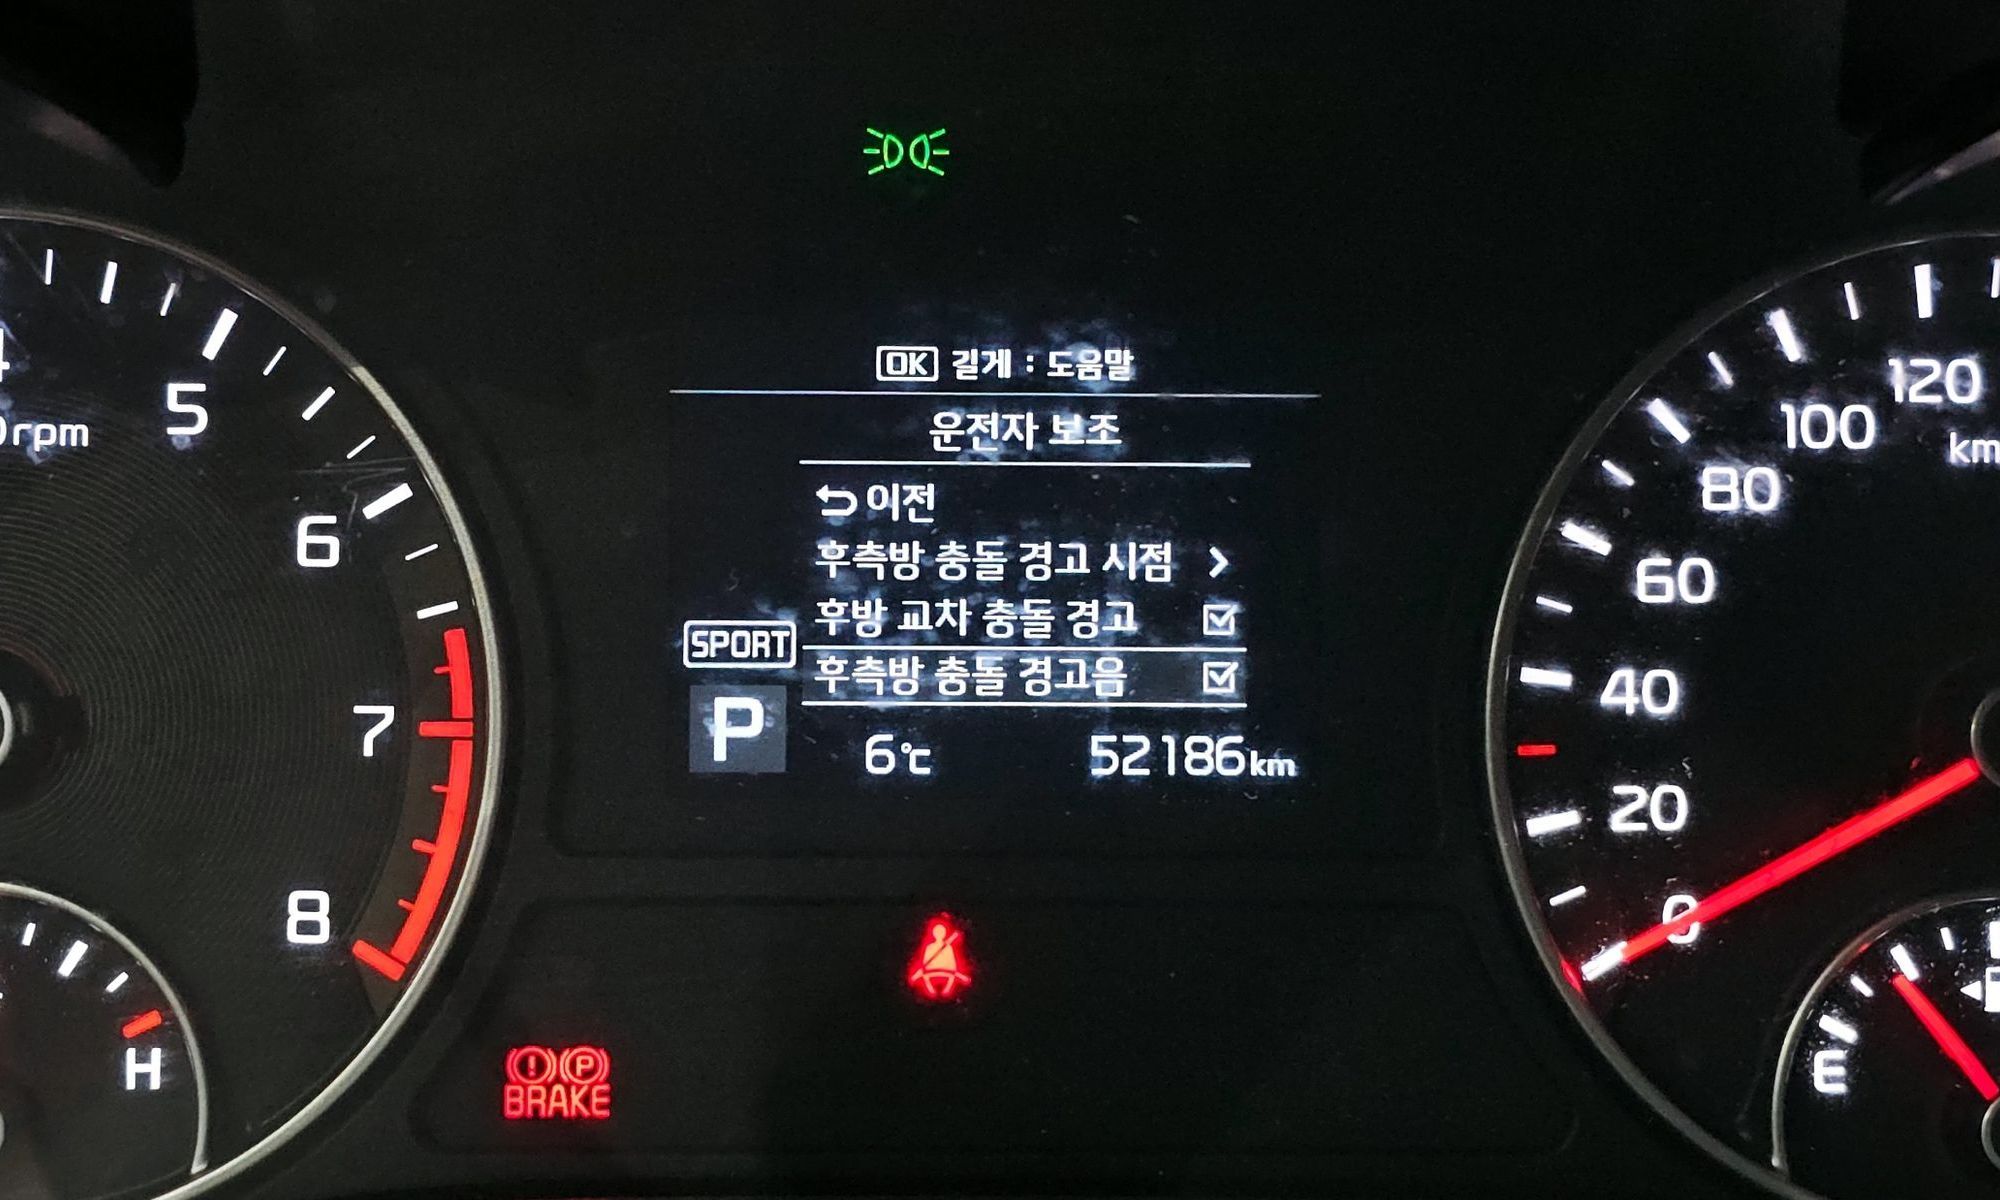 OK 길게 : 도움말
운전자 보조
이전
후측방 충돌 경고 시점
후방 교차 충돌 경고
후측방 충돌 경고음
SPORT
P
6℃
52186km
5
rpm
6
7
8
H
120
100
km
80
60
40
20
0
E
P
BRAKE